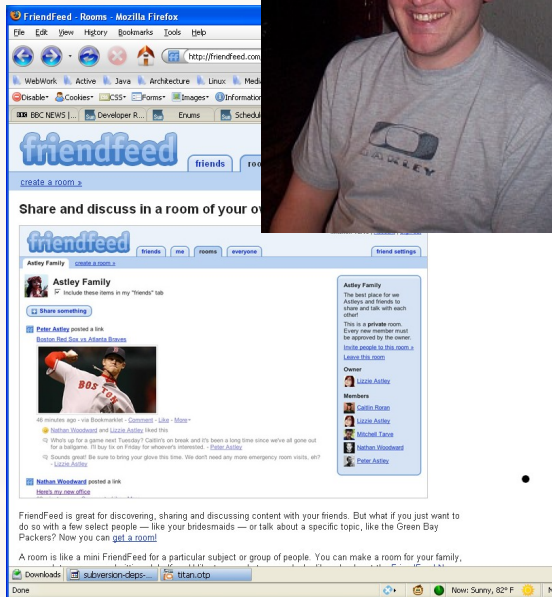 FriendFeed - Rooms - Mozilla Firefox
File Edit View History Bookmarks Tools Help
http://friendfeed.com
WebWork Active Java Architecture Linux
Disable Cookies CSS Forms Images Information
BBC NEWS |... Developer R... Enums
OAKLEY
friendfeed
friends
create a room »
Share and discuss in a room of your
friendfeed
friends me rooms everyone friend settings
Astley Family create a room »
Astley Family
Include these items in my "friends" tab
Share something
Peter Astley posted a link
Boston Red Sox vs Atlanta Braves
BOSTON
46 minutes ago - via Bookmarklet - Comment - Like - More
Nathan Woodward and Lizzie Astley liked this
Who's up for a game next Tuesday? Caitlin's on break and it's been a long time since we've all gone out
for a ballgame. I'll buy tix on Friday for whoever's interested. - Peter Astley
Sounds great! Be sure to bring your glove this time. We don't need any more emergency room visits, eh?
- Lizzie Astley
Nathan Woodward posted a link
Here's my new office
Astley Family
The best place for we
Astleys and friends to
share and talk with each
other!
This is a private room.
Every new member must
be approved by the owner.
Invite people to this room »
Leave this room
Owner
Lizzie Astley
Members
Caitlin Roran
Lizzie Astley
Mitchell Tarve
Nathan Woodward
Peter Astley
FriendFeed is great for discovering, sharing and discussing content with your friends. But what if you just want to
do so with a few select people — like your bridesmaids — or talk about a specific topic, like the Green Bay
Packers? Now you can get a room!
A room is like a mini FriendFeed for a particular subject or group of people. You can make a room for your family,
Downloads subversion-deps-... titan.otp
Done Now: Sunny, 82° F